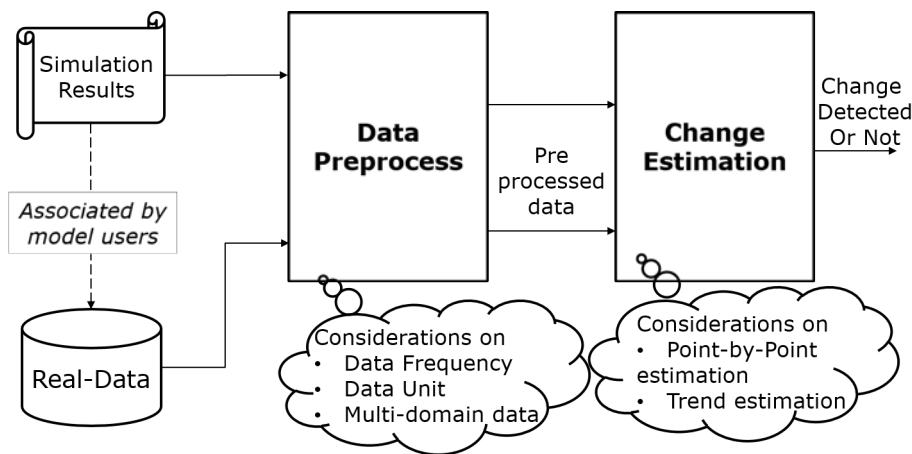 Simulation
Results
Associated by
model users
Real-Data
Data
Preprocess
Considerations on
• Data Frequency
• Data Unit
• Multi-domain data
Pre
processed
data
Change
Estimation
Considerations on
• Point-by-Point
estimation
• Trend estimation
Change
Detected
Or Not